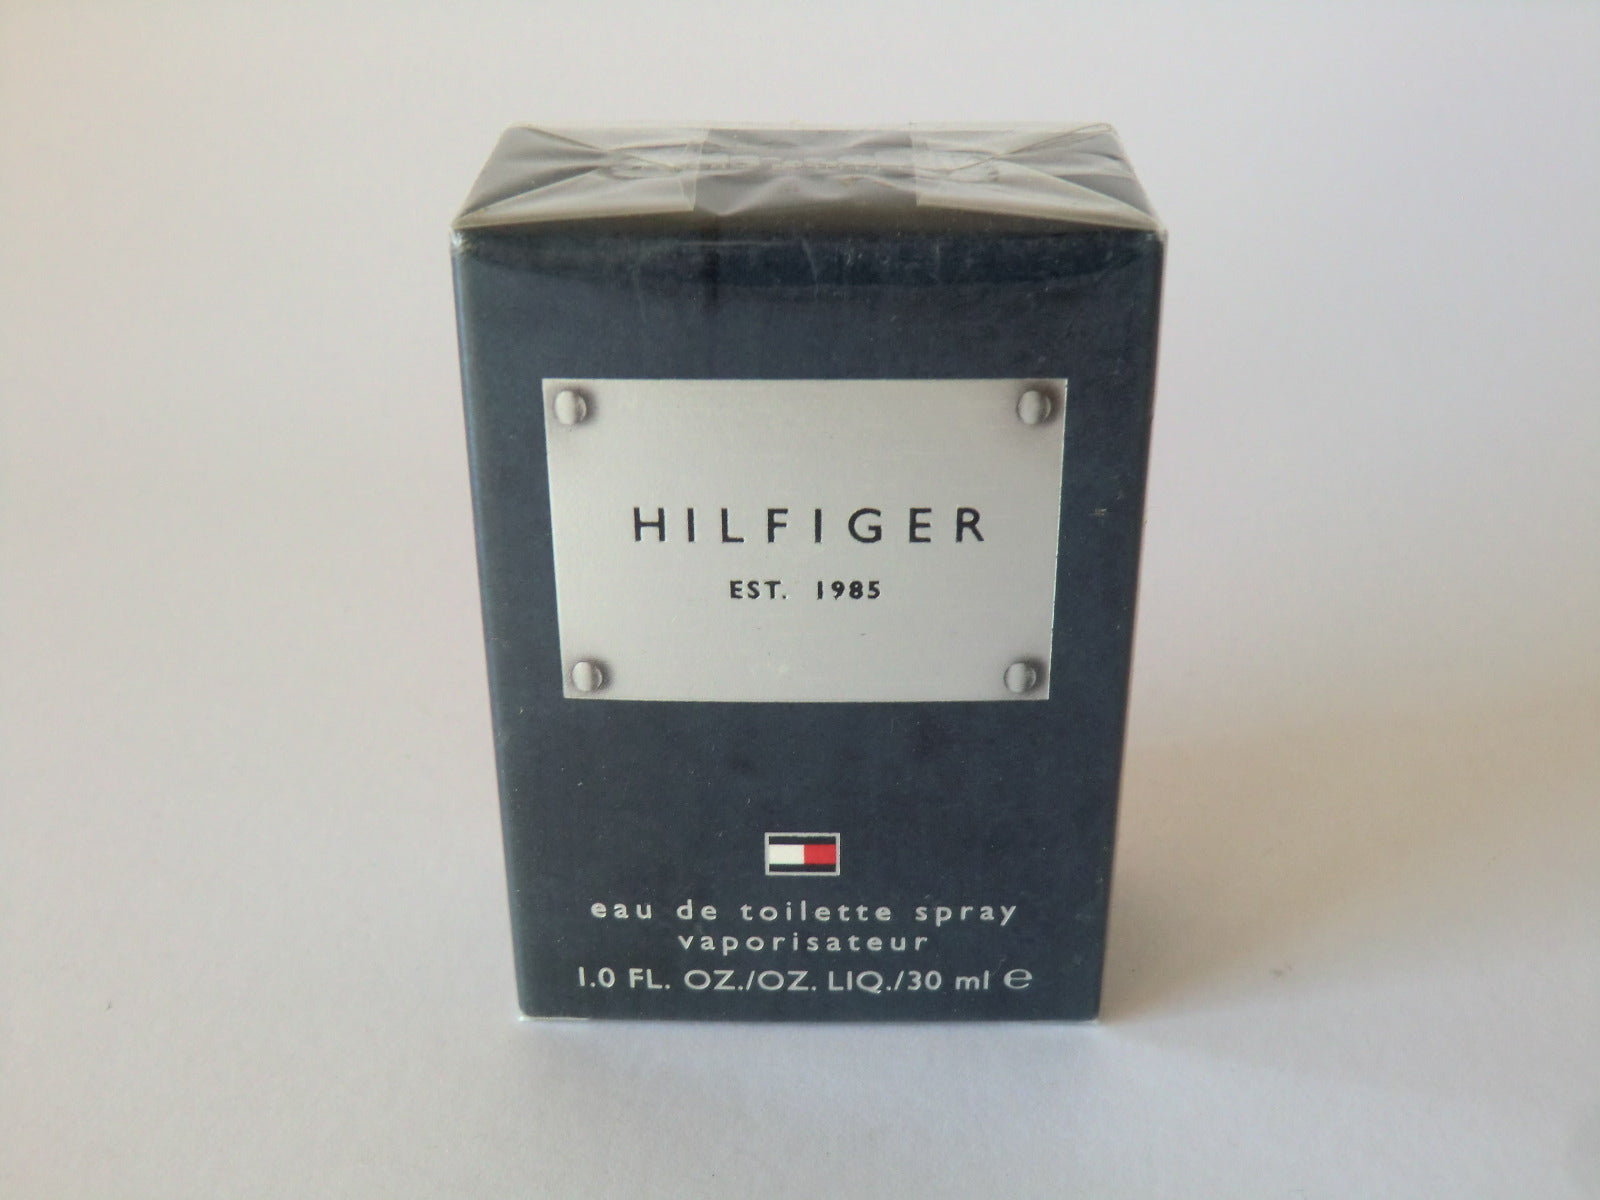 HILFIGER
EST. 1985
eau de toilette spray
vaporisateur
1.0 FL. OZ./OZ. LIQ./30 ml ℮